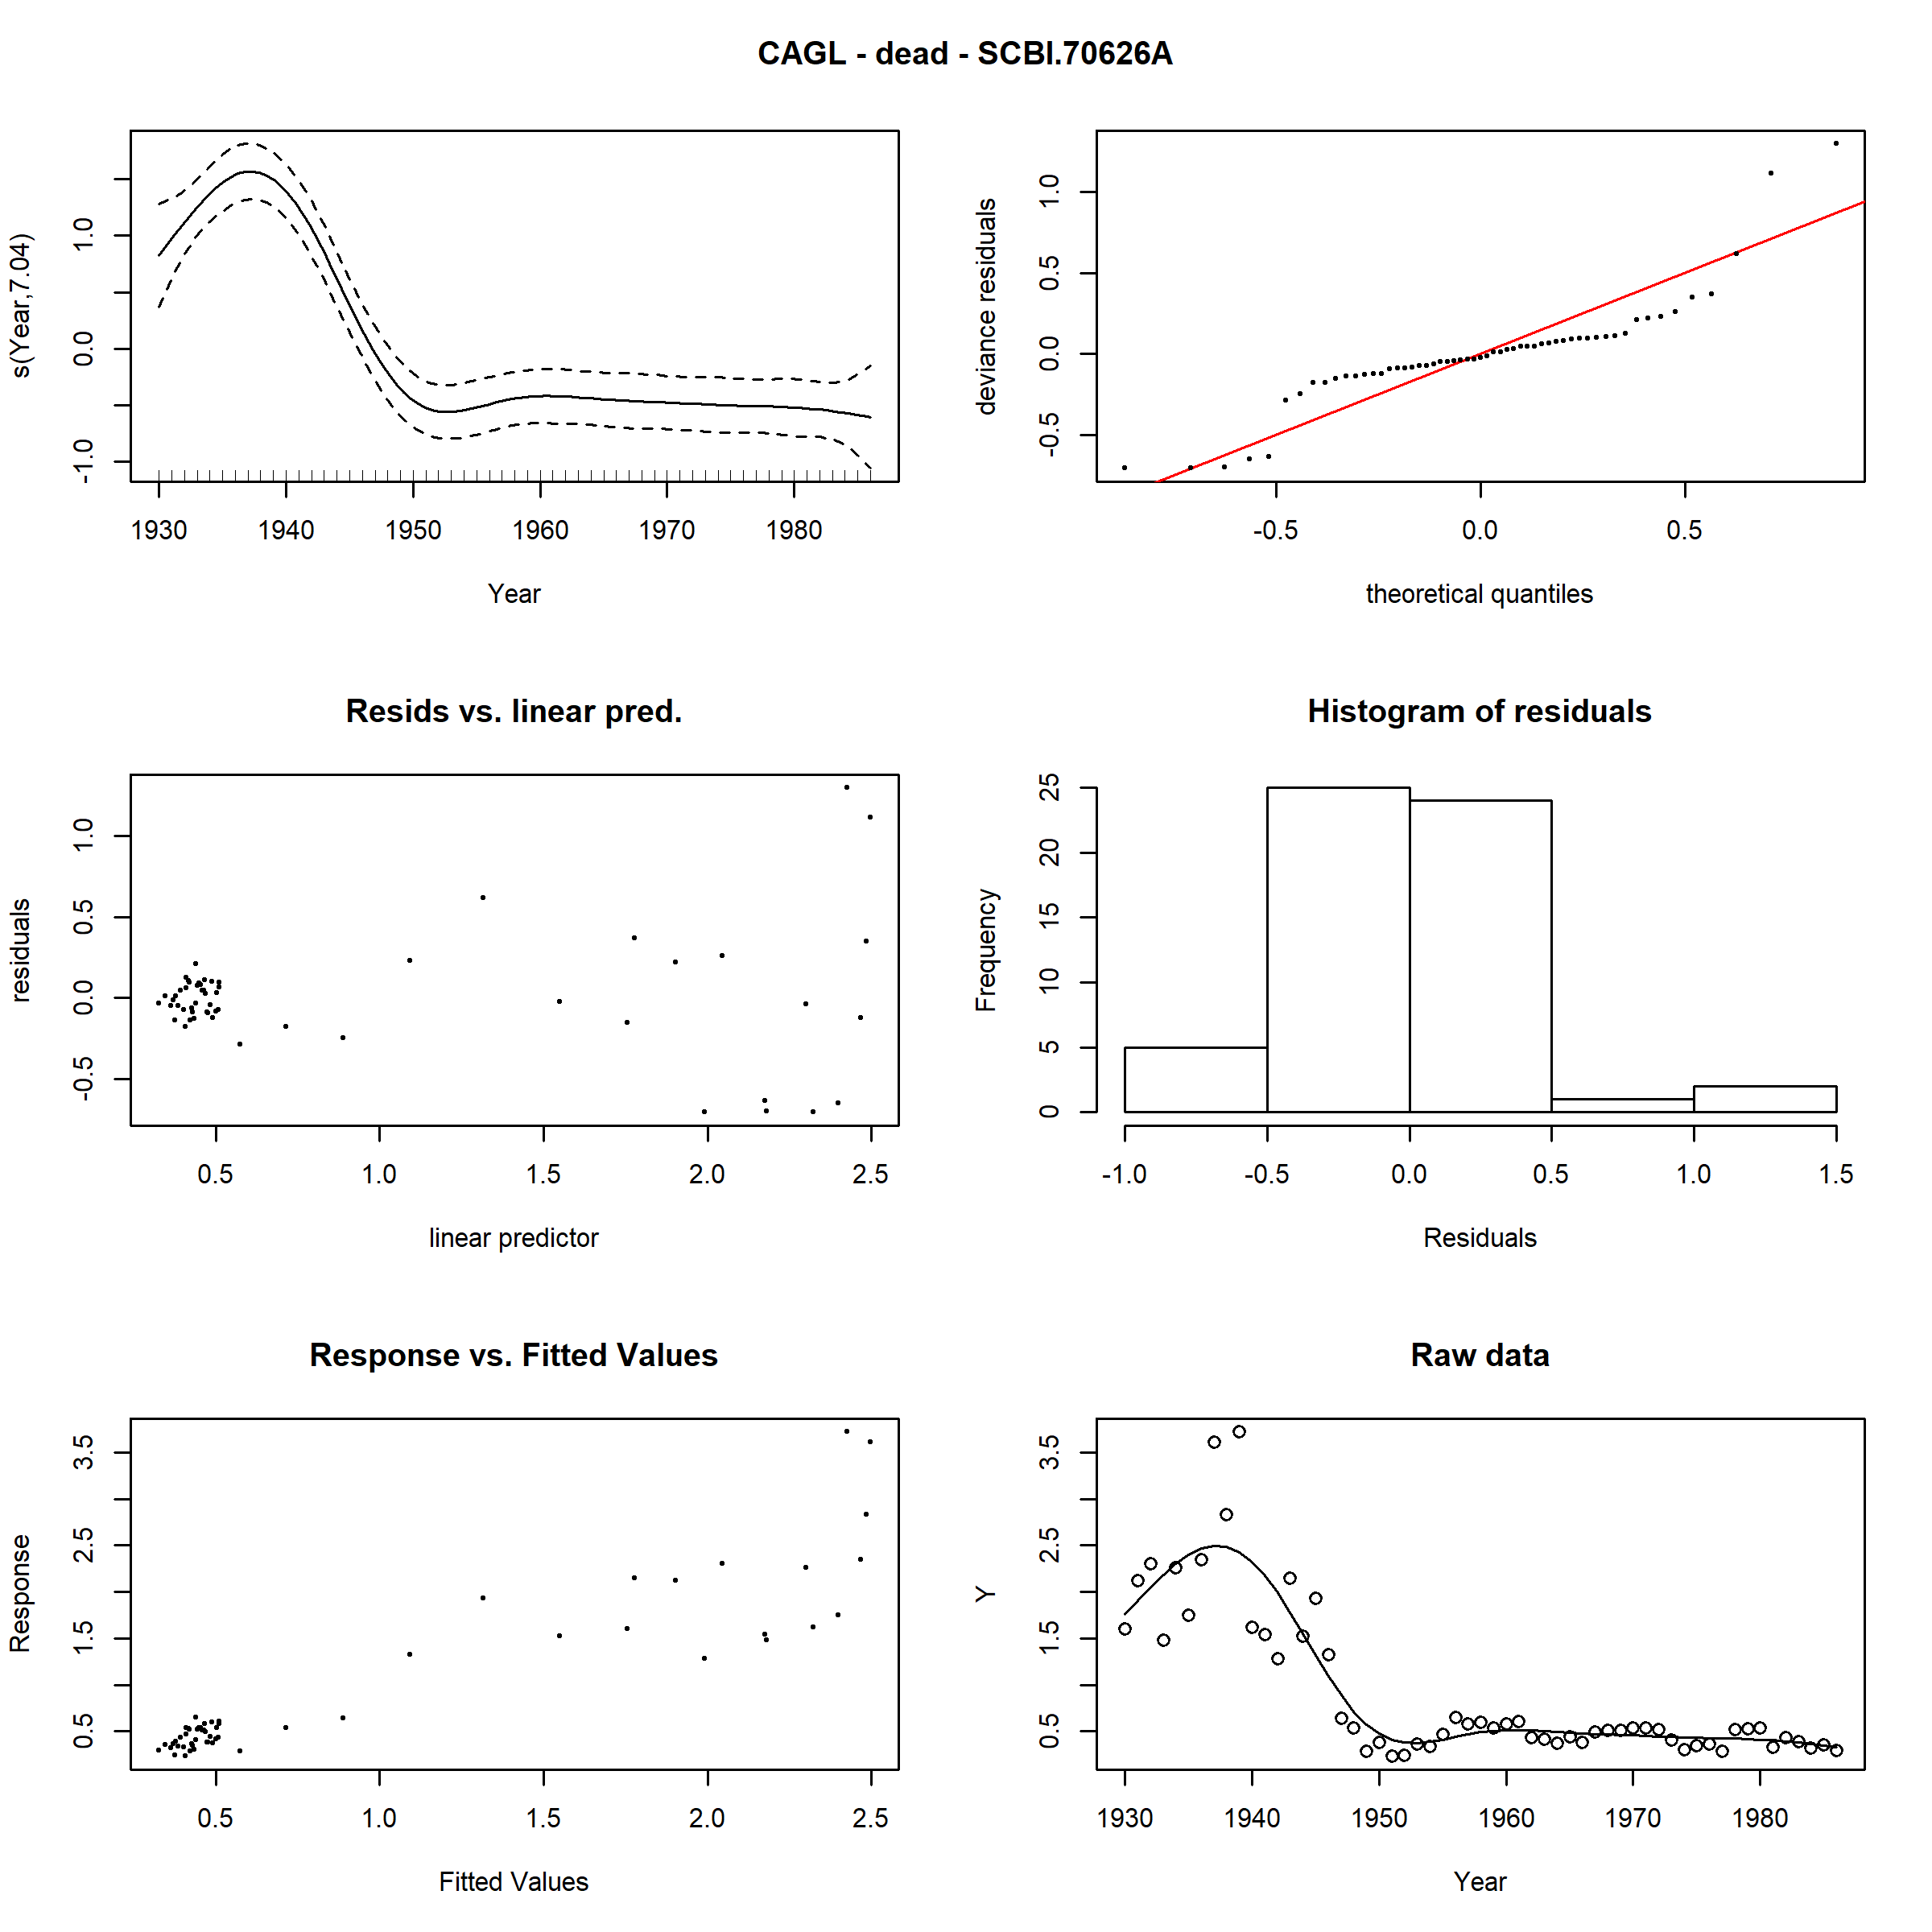 CAGL - dead - SCBI.70626A
s(Year,7.04)
-1.0 0.0 1.0
1930 1940 1950 1960 1970 1980
Year
deviance residuals
-0.5 0.0 0.5 1.0
-0.5 0.0 0.5
theoretical quantiles
Resids vs. linear pred.
residuals
-0.5 0.0 0.5 1.0
0.5 1.0 1.5 2.0 2.5
linear predictor
Histogram of residuals
Frequency
0 5 10 15 20 25
-1.0 -0.5 0.0 0.5 1.0 1.5
Residuals
Response vs. Fitted Values
Response
0.5 1.5 2.5 3.5
0.5 1.0 1.5 2.0 2.5
Fitted Values
Raw data
Y
0.5 1.5 2.5 3.5
1930 1940 1950 1960 1970 1980
Year